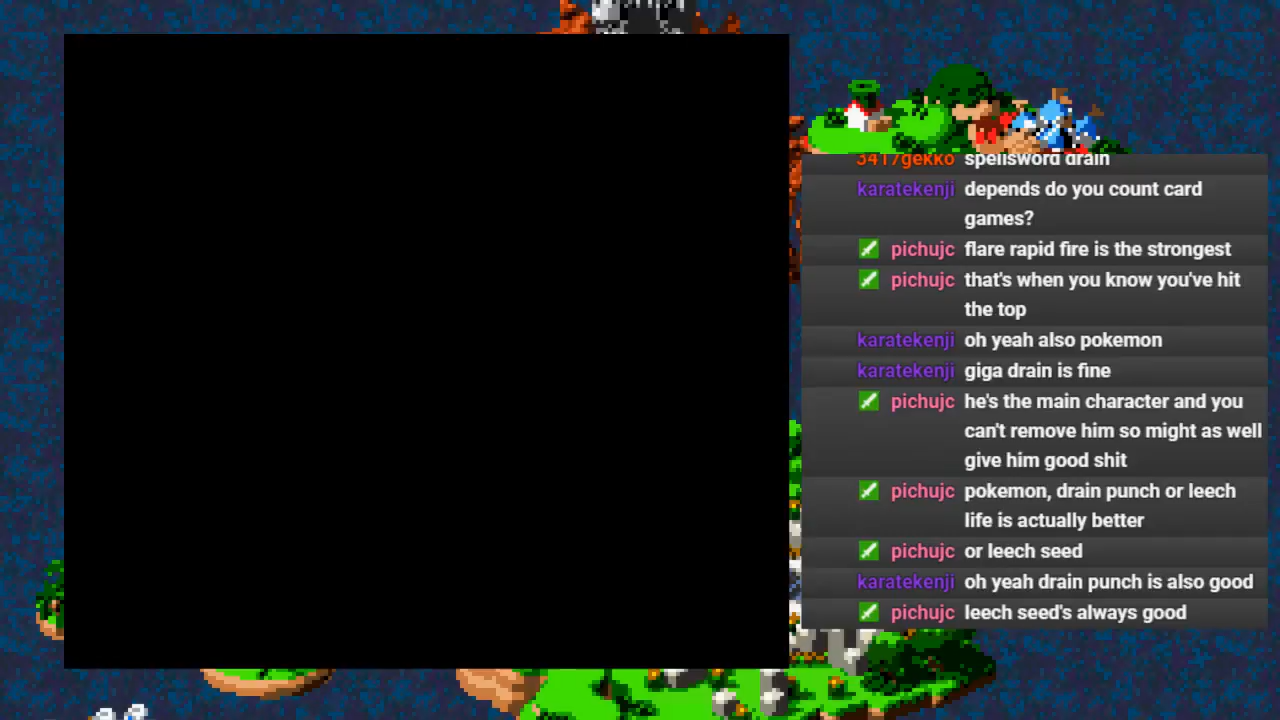 3417gekko spellsword drain
karatekenji depends do you count card
games?
pichujc flare rapid fire is the strongest
pichujc that's when you know you've hit
the top
karatekenji oh yeah also pokemon
karatekenji giga drain is fine
pichujc he's the main character and you
can't remove him so might as well
give him good shit
pichujc pokemon, drain punch or leech
life is actually better
pichujc or leech seed
karatekenji oh yeah drain punch is also good
pichujc leech seed's always good